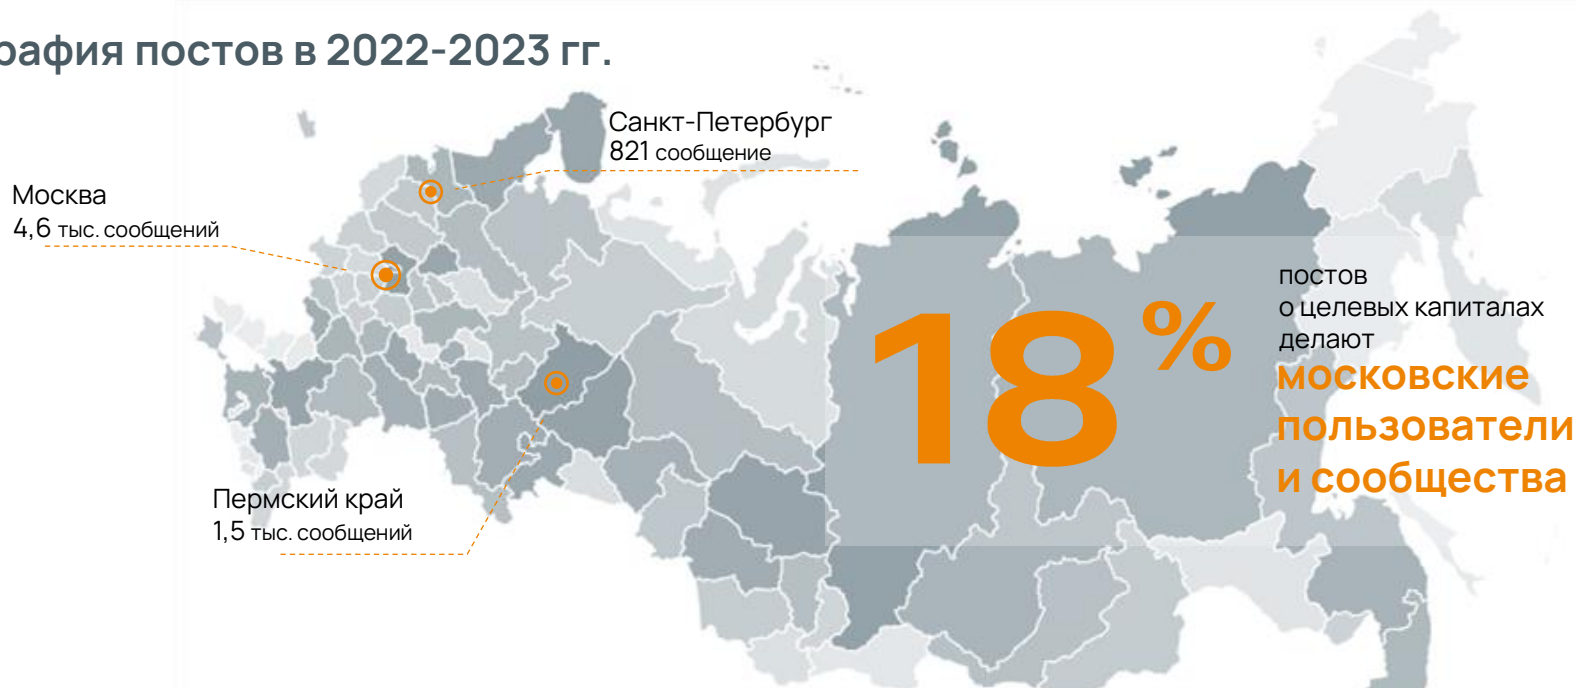 рафия постов в 2022-2023 гг.
Санкт-Петербург
821 сообщение
Москва
4,6 тыс. сообщений
18%
постов
о целевых капиталах
делают
московские
пользователи
и сообщества
Пермский край
1,5 тыс. сообщений